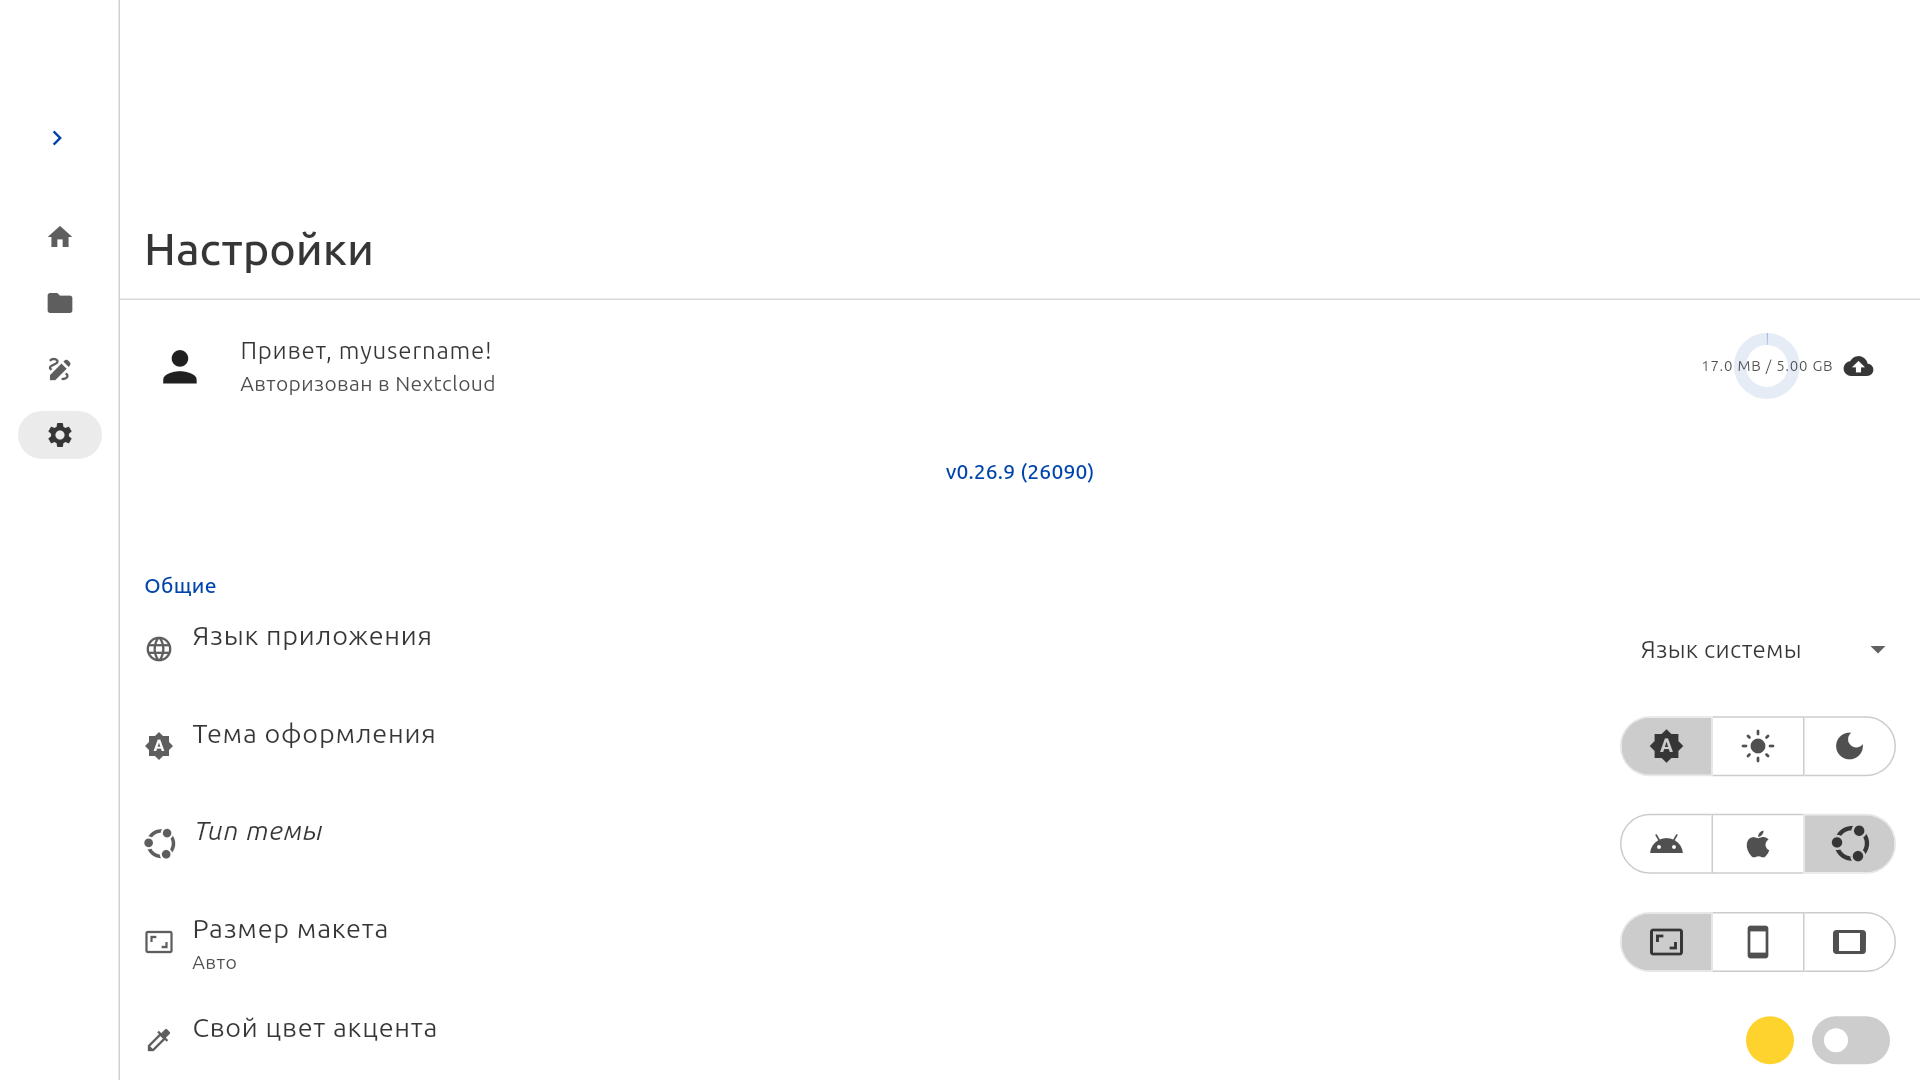 Настройки
Привет, myusername!
Авторизован в Nextcloud
17.0 MB / 5.00 GB
v0.26.9 (26090)
Общие
Язык приложения
Язык системы
Тема оформления
Тип темы
Размер макета
Авто
Свой цвет акцента